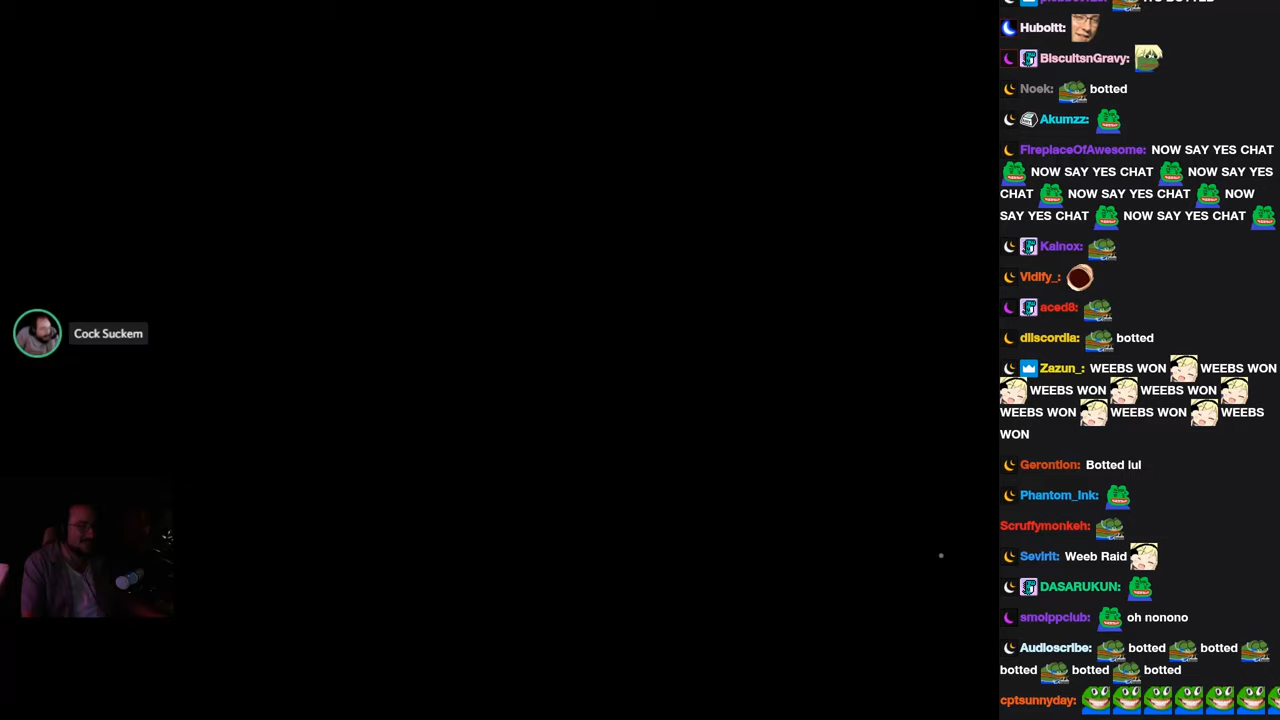 Huboltt:
BiscuitsnGravy:
Noek: botted
Akumzz:
FireplaceOfAwesome: NOW SAY YES CHAT
NOW SAY YES CHAT NOW SAY YES
CHAT NOW SAY YES CHAT NOW
SAY YES CHAT NOW SAY YES CHAT
Kalnox:
Vidify_:
aced8:
Cock Suckem
diiscordia: botted
Zazun_: WEEBS WON WEEBS WON
WEEBS WON WEEBS WON
WEEBS WON WEEBS WON WEEBS
WON
Gerontion: Botted lul
Phantom_Ink:
Scruffymonkeh:
Sevirit: Weeb Raid
DASARUKUN:
smolppclub: oh nonono
Audioscribe: botted botted
botted botted botted
cptsunnyday: